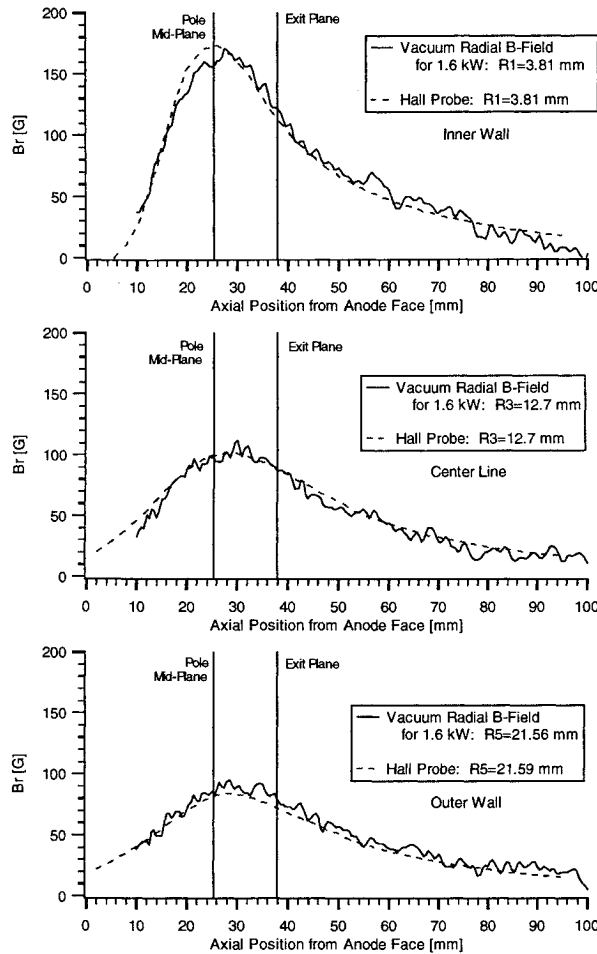 200
150
100
50
0
Br [G]
Pole
Mid-Plane
Exit Plane
Vacuum Radial B-Field
for 1.6 kW: R1=3.81 mm
Hall Probe: R1=3.81 mm
Inner Wall
0 10 20 30 40 50 60 70 80 90 100
Axial Position from Anode Face [mm]
200
150
100
50
0
Br [G]
Pole
Mid-Plane
Exit Plane
Vacuum Radial B-Field
for 1.6 kW: R3=12.7 mm
Hall Probe: R3=12.7 mm
Center Line
0 10 20 30 40 50 60 70 80 90 100
Axial Position from Anode Face [mm]
200
150
100
50
0
Br [G]
Pole
Mid-Plane
Exit Plane
Vacuum Radial B-Field
for 1.6 kW: R5=21.56 mm
Hall Probe: R5=21.59 mm
Outer Wall
0 10 20 30 40 50 60 70 80 90 100
Axial Position from Anode Face [mm]